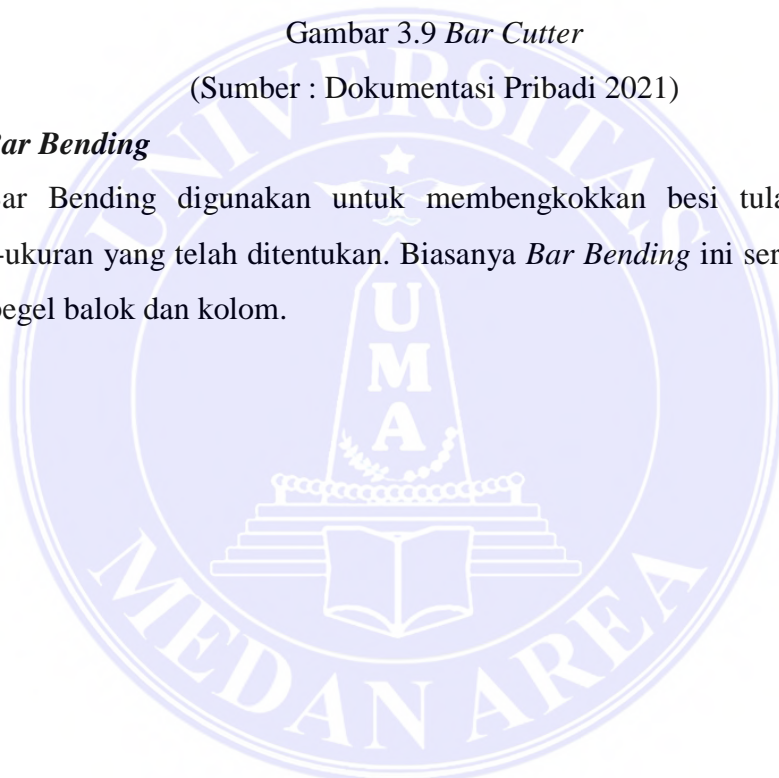 Gambar 3.9 Bar Cutter
(Sumber : Dokumentasi Pribadi 2021)
Bar Bending
ar Bending digunakan untuk membengkokkan besi tula
-ukuran yang telah ditentukan. Biasanya Bar Bending ini ser
egel balok dan kolom.
UNIVERSITAS
UMA
MEDAN AREA